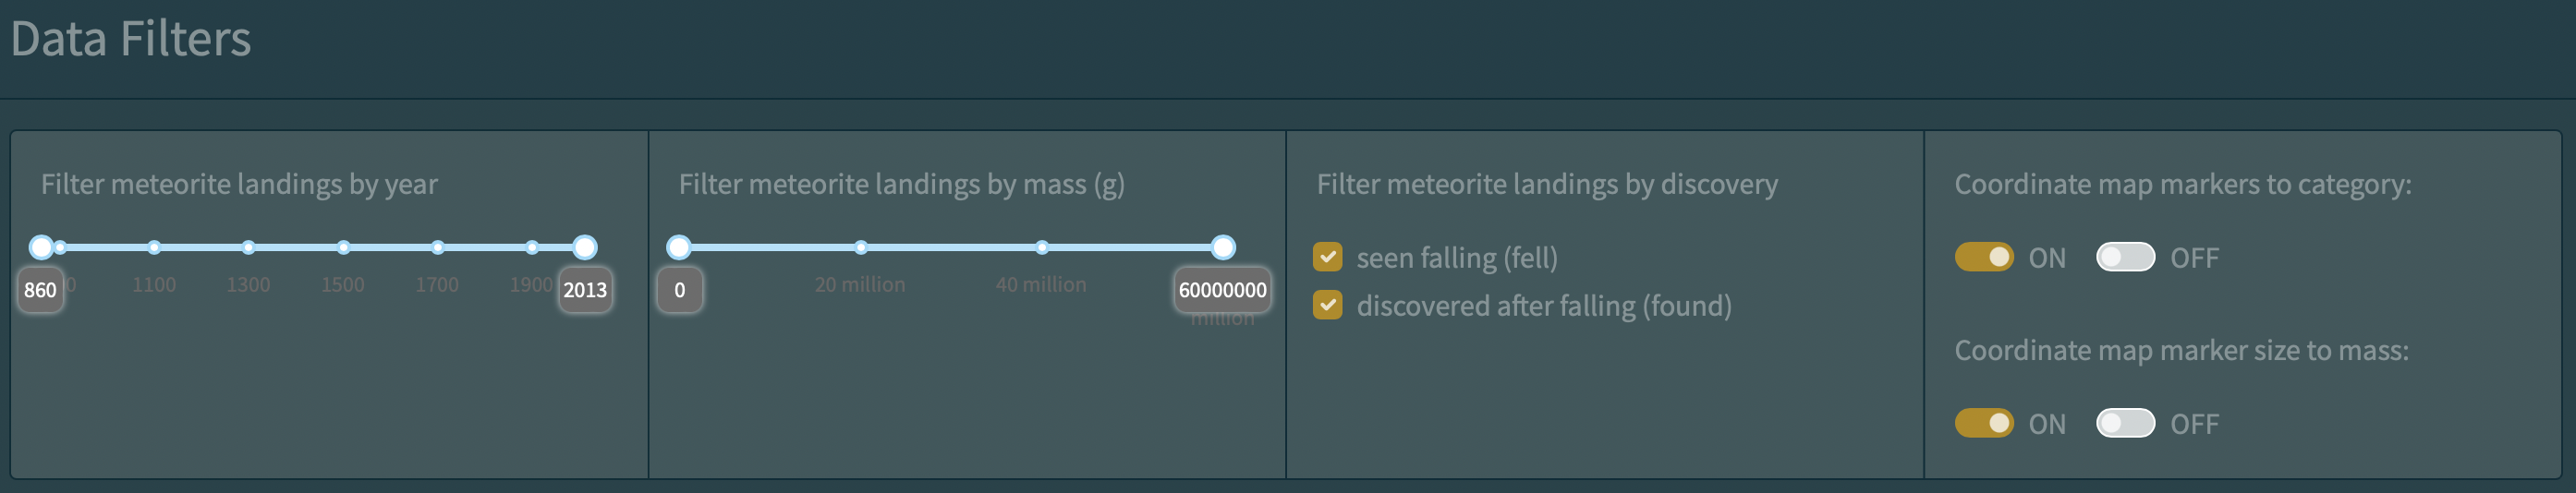 Data Filters
Filter meteorite landings by year
860
1100
1300
1500
1700
1900
2013
Filter meteorite landings by mass (g)
0
20 million
40 million
60000000
million
Filter meteorite landings by discovery
seen falling (fell)
discovered after falling (found)
Coordinate map markers to category:
ON OFF
Coordinate map marker size to mass:
ON OFF